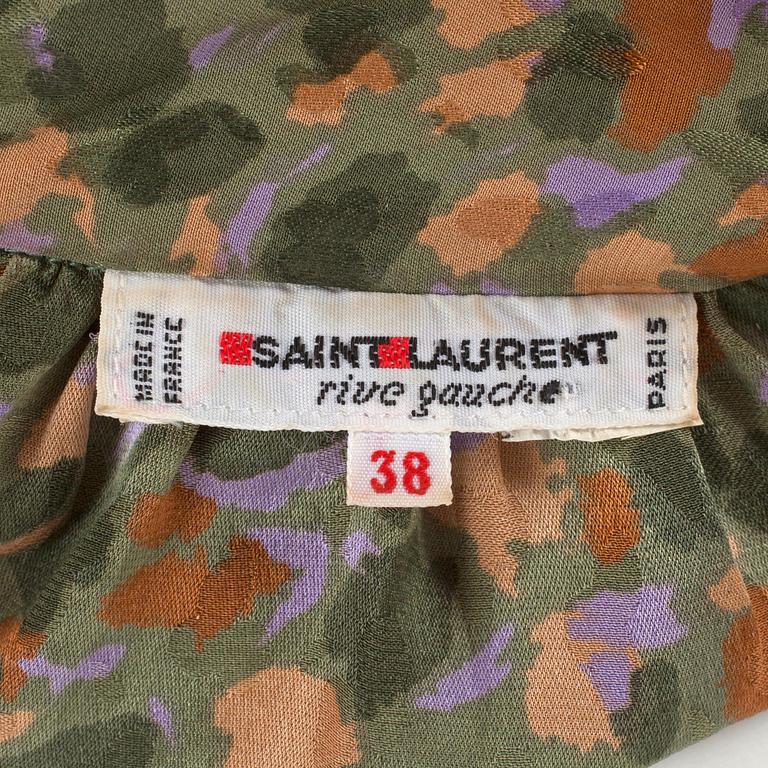 MADE IN
FRANCE
SAINT LAURENT
rive gauche
PARIS
38